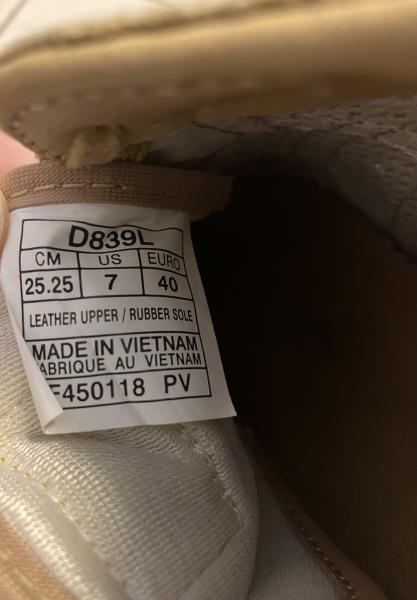 D839L
CM US EURO
25.25 7 40
LEATHER UPPER / RUBBER SOLE
MADE IN VIETNAM
ABRIQUE AU VIETNAM
F450118 PV